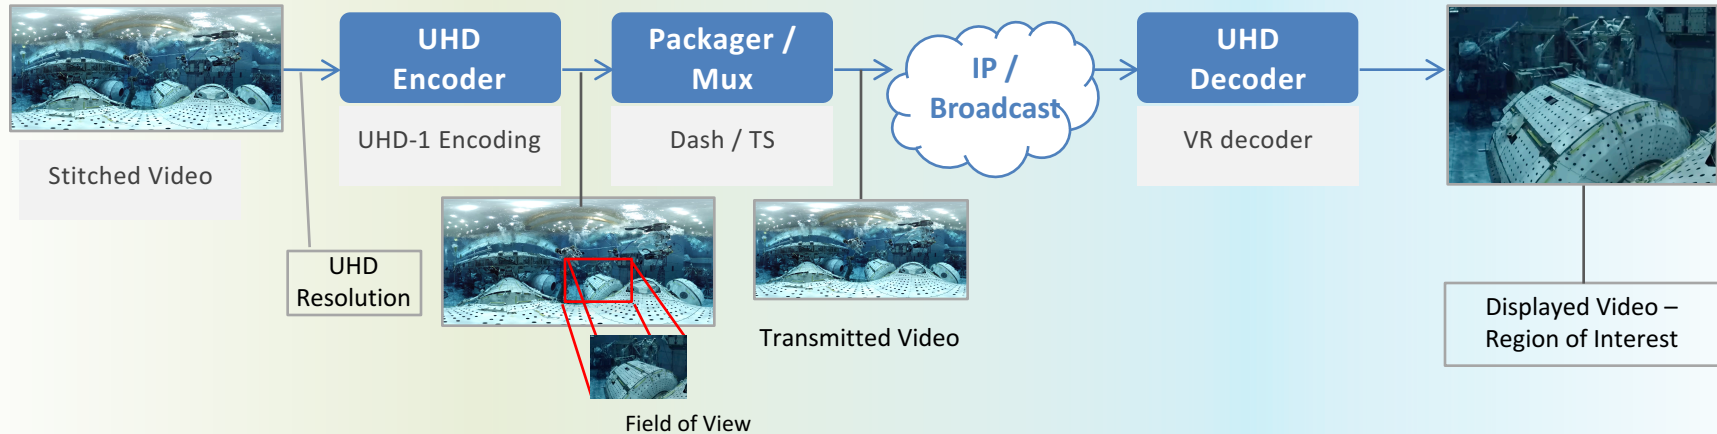 UHD
Encoder
Packager /
Mux
IP /
Broadcast
UHD
Decoder
Stitched Video
UHD-1 Encoding
Dash / TS
VR decoder
UHD
Resolution
Transmitted Video
Field of View
Displayed Video –
Region of Interest